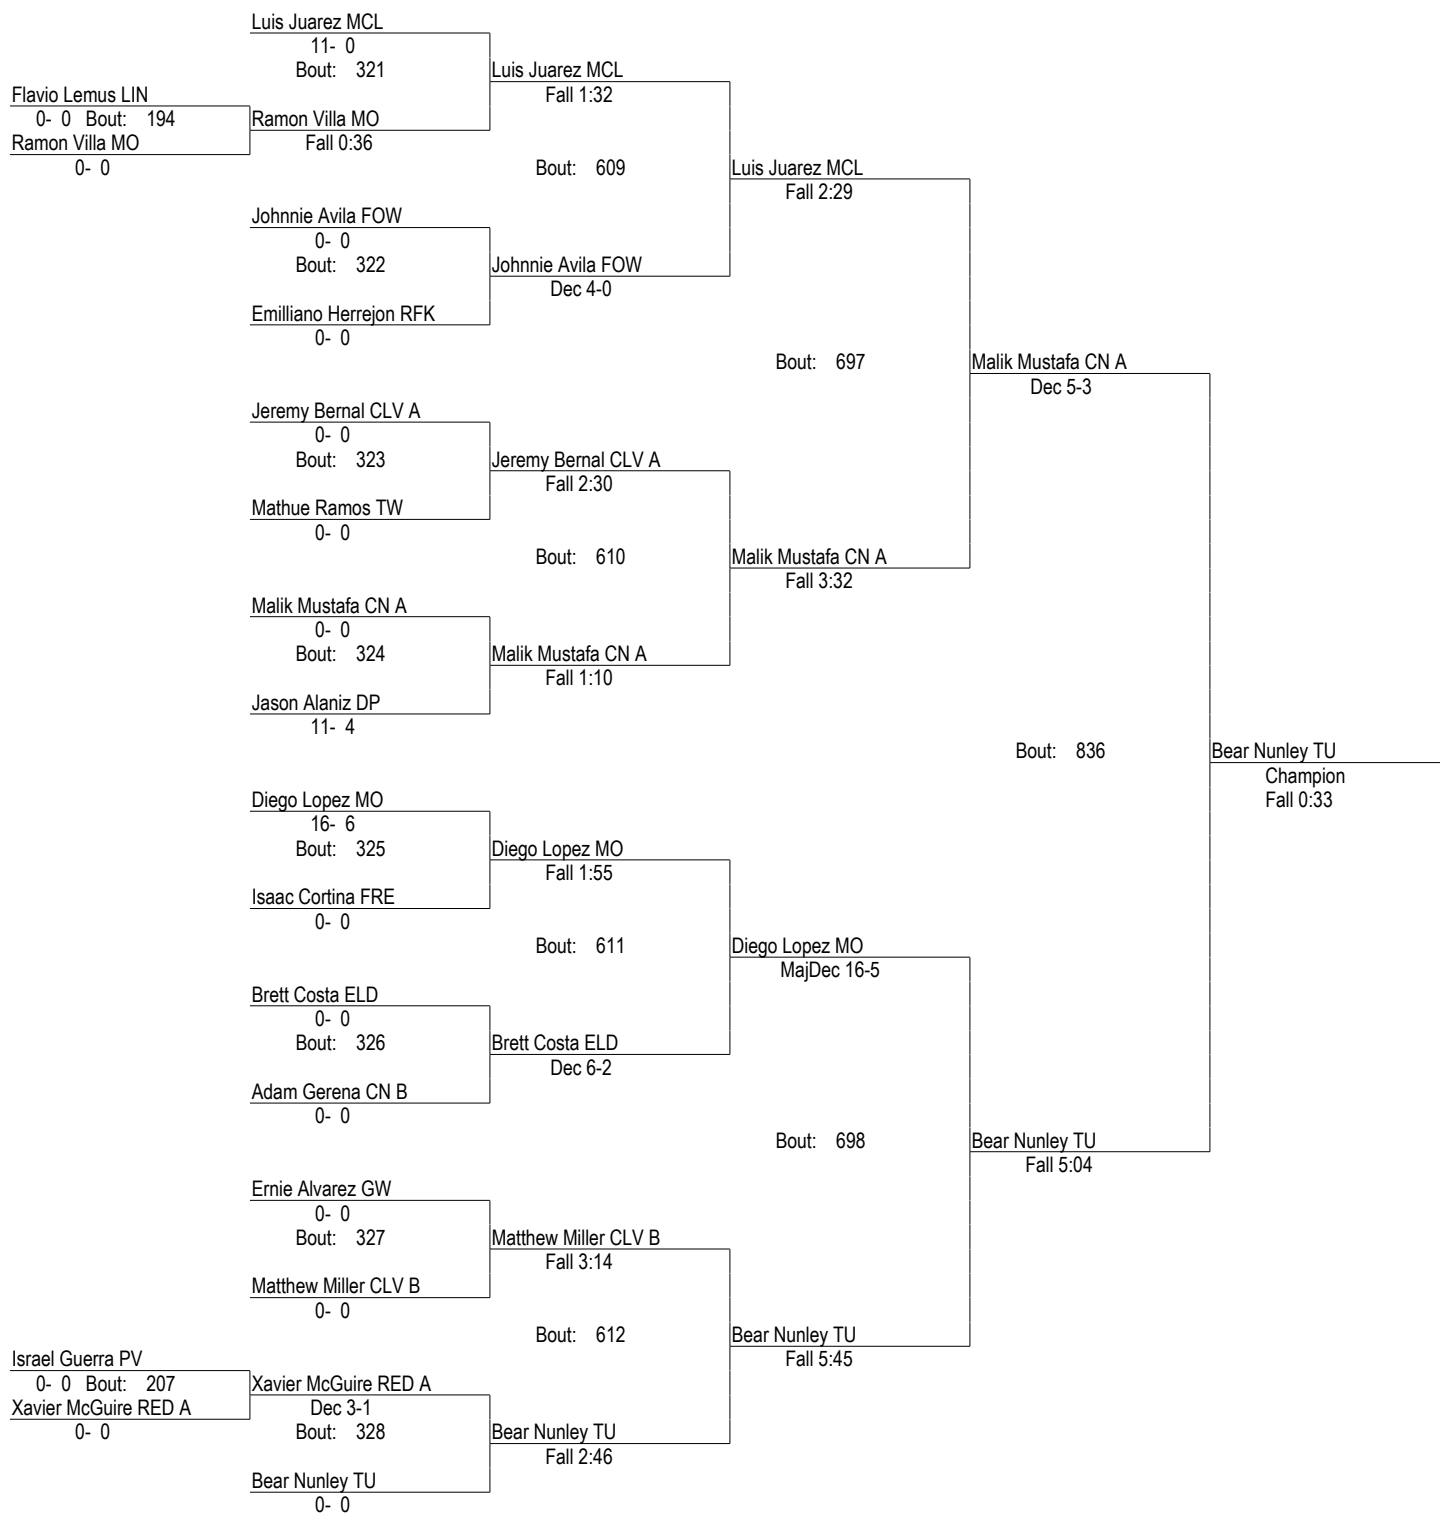 Luis Juarez MCL
11- 0
Bout: 321
Luis Juarez MCL
Fall 1:32
Flavio Lemus LIN
0- 0 Bout: 194
Ramon Villa MO
0- 0
Ramon Villa MO
Fall 0:36
Bout: 609
Luis Juarez MCL
Fall 2:29
Johnnie Avila FOW
0- 0
Bout: 322
Johnnie Avila FOW
Dec 4-0
Emilliano Herrejon RFK
0- 0
Bout: 697
Malik Mustafa CN A
Dec 5-3
Jeremy Bernal CLV A
0- 0
Bout: 323
Jeremy Bernal CLV A
Fall 2:30
Mathue Ramos TW
0- 0
Bout: 610
Malik Mustafa CN A
Fall 3:32
Malik Mustafa CN A
0- 0
Bout: 324
Malik Mustafa CN A
Fall 1:10
Jason Alaniz DP
11- 4
Bout: 836
Bear Nunley TU
Champion
Fall 0:33
Diego Lopez MO
16- 6
Bout: 325
Diego Lopez MO
Fall 1:55
Isaac Cortina FRE
0- 0
Bout: 611
Diego Lopez MO
MajDec 16-5
Brett Costa ELD
0- 0
Bout: 326
Brett Costa ELD
Dec 6-2
Adam Gerena CN B
0- 0
Bout: 698
Bear Nunley TU
Fall 5:04
Ernie Alvarez GW
0- 0
Bout: 327
Matthew Miller CLV B
Fall 3:14
Matthew Miller CLV B
0- 0
Bout: 612
Bear Nunley TU
Fall 5:45
Israel Guerra PV
0- 0 Bout: 207
Xavier McGuire RED A
0- 0
Xavier McGuire RED A
Dec 3-1
Bout: 328
Bear Nunley TU
Fall 2:46
Bear Nunley TU
0- 0